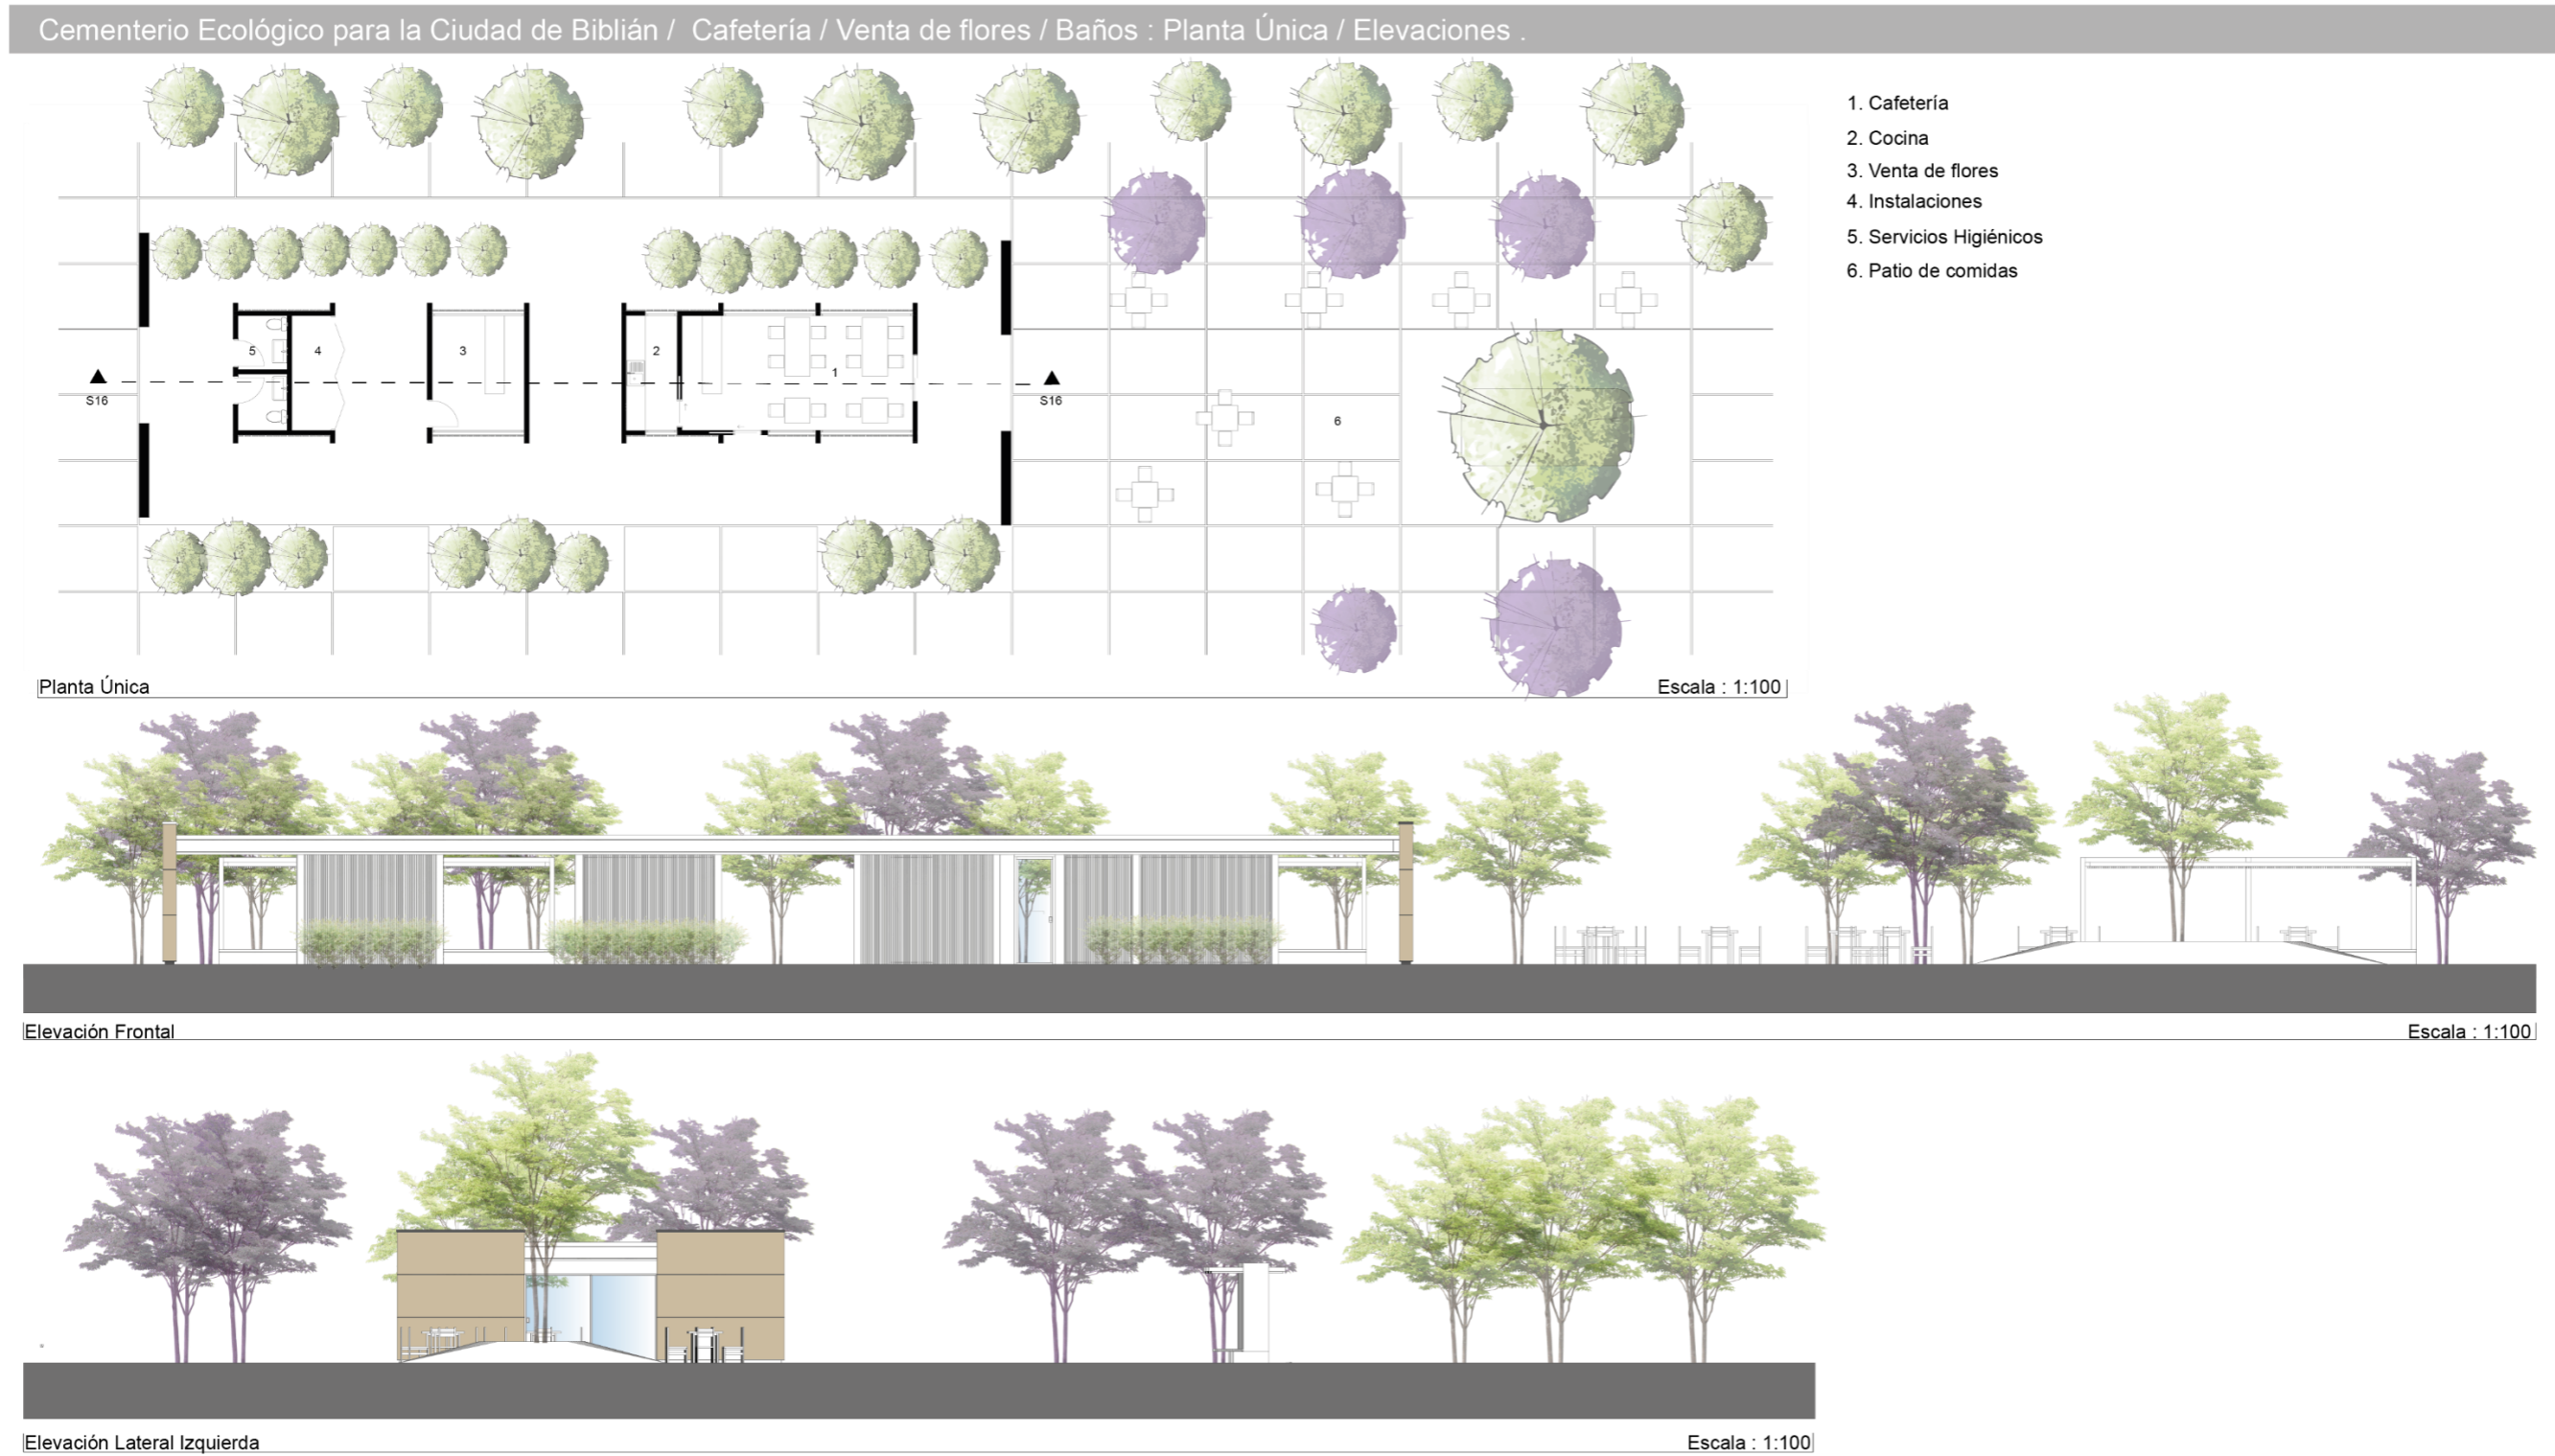 Cementerio Ecológico para la Ciudad de Biblián / Cafetería / Venta de flores / Baños : Planta Única / Elevaciones .
1. Cafetería
2. Cocina
3. Venta de flores
4. Instalaciones
5. Servicios Higiénicos
6. Patio de comidas
5
4
3
2
1
S16
S16
6
Planta Única
Escala : 1:100
Elevación Frontal
Escala : 1:100
Elevación Lateral Izquierda
Escala : 1:100